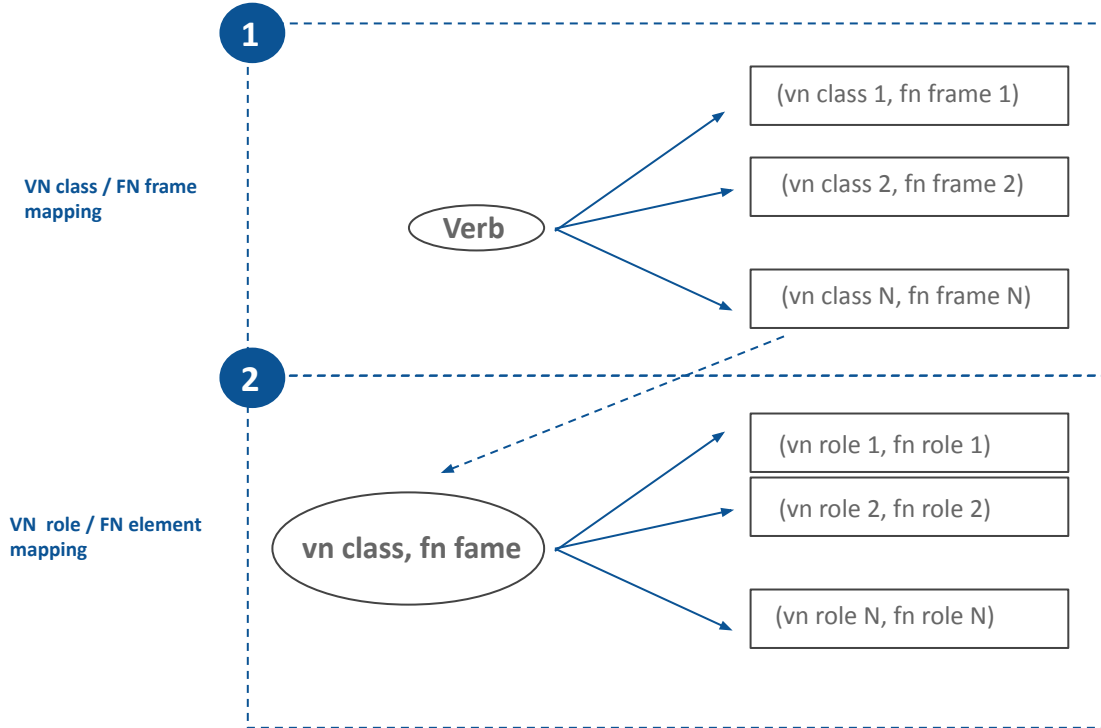 1
(vn class 1, fn frame 1)
VN class / FN frame
mapping
(vn class 2, fn frame 2)
Verb
(vn class N, fn frame N)
2
(vn role 1, fn role 1)
VN  role / FN element
mapping
(vn role 2, fn role 2)
vn class, fn fame
(vn role N, fn role N)